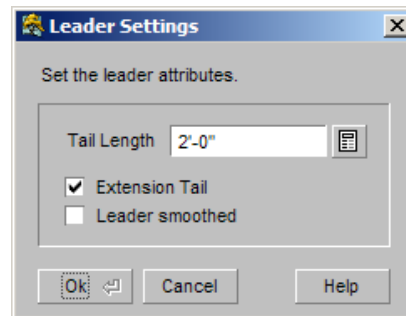 Leader Settings
Set the leader attributes.
Tail Length 2'-0"
Extension Tail
Leader smoothed
Ok Cancel Help